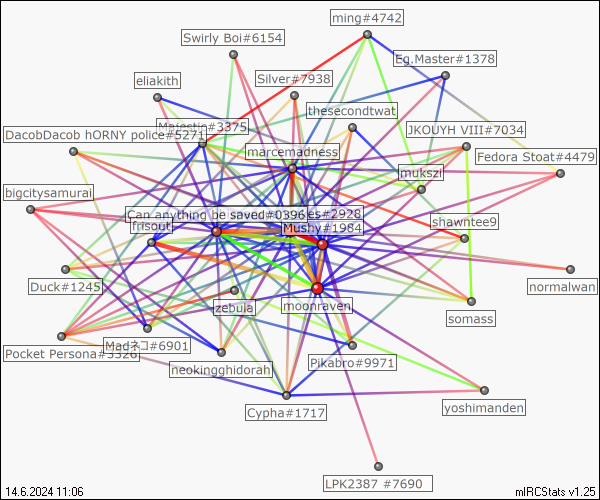 ming#4742
Swirly Boi#6154
Eg.Master#1378
eliakith
Silver#7938
thesecondtwat
Majestic#3375
JKOUYH VIII#7034
DacobDacob hORNY police#5271
marcemadness
Fedora Stoat#4479
mukszi
bigcitysamurai
Can anything be saved#0396
es#2928
shawntee9
frisout
Mushy#1984
Duck#1245
normalwan
zebula
moonraven
somass
Pocket Persona#3326
Madネコ#6901
neokingghidorah
Pikabro#9971
Cypha#1717
yoshimanden
LPK2387 #7690
14.6.2024 11:06
mIRCStats v1.25